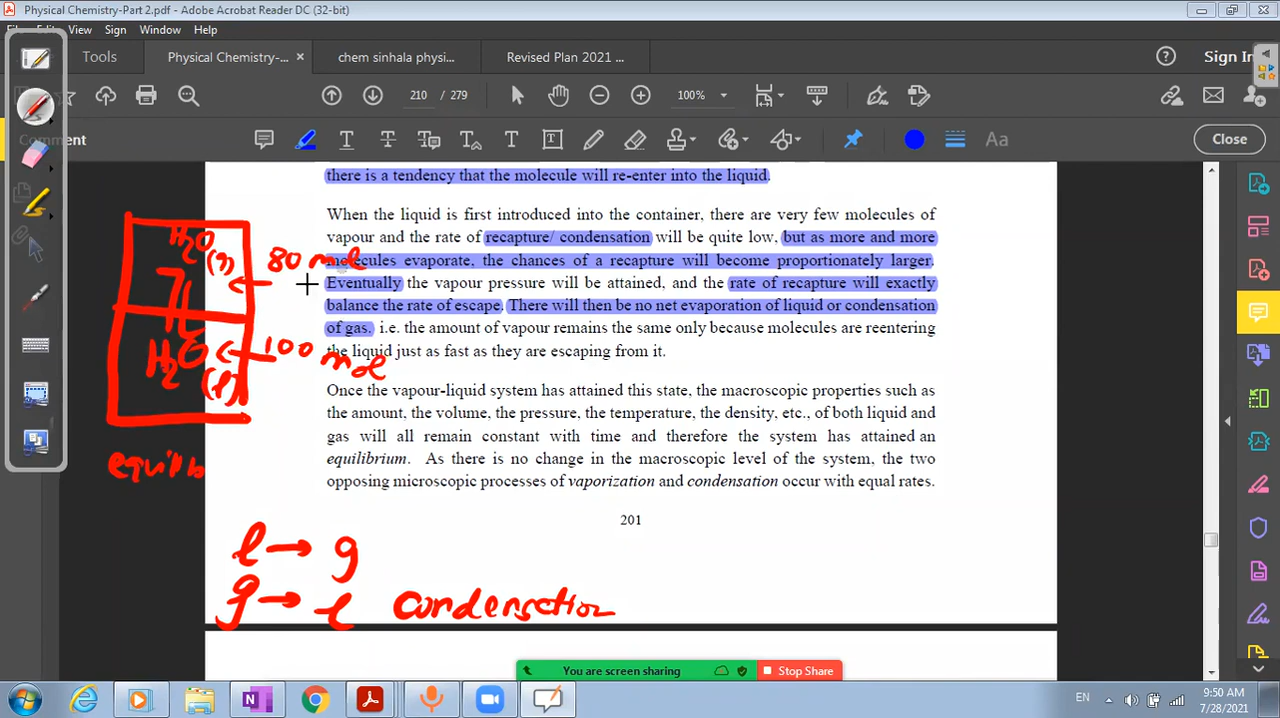 Physical Chemistry-Part 2.pdf - Adobe Acrobat Reader DC (32-bit)
View Sign Window Help
Tools Physical Chemistry-... × chem sinhala physi... Revised Plan 2021 ... Sign In
210 / 279 100%
Comment Aa Close
there is a tendency that the molecule will re-enter into the liquid.
When the liquid is first introduced into the container, there are very few molecules of
vapour and the rate of recapture/ condensation will be quite low, but as more and more
molecules evaporate, the chances of a recapture will become proportionately larger.
Eventually the vapour pressure will be attained, and the rate of recapture will exactly
balance the rate of escape. There will then be no net evaporation of liquid or condensation
of gas. i.e. the amount of vapour remains the same only because molecules are reentering
the liquid just as fast as they are escaping from it.
Once the vapour-liquid system has attained this state, the macroscopic properties such as
the amount, the volume, the pressure, the temperature, the density, etc., of both liquid and
gas will all remain constant with time and therefore the system has attained an
equilibrium. As there is no change in the macroscopic level of the system, the two
opposing microscopic processes of vaporization and condensation occur with equal rates.
201
H2O (g) ← 80 mol
H2O (l) ← 100 mol
l → g
g → l condensation
You are screen sharing Stop Share
EN 9:50 AM
7/28/2021